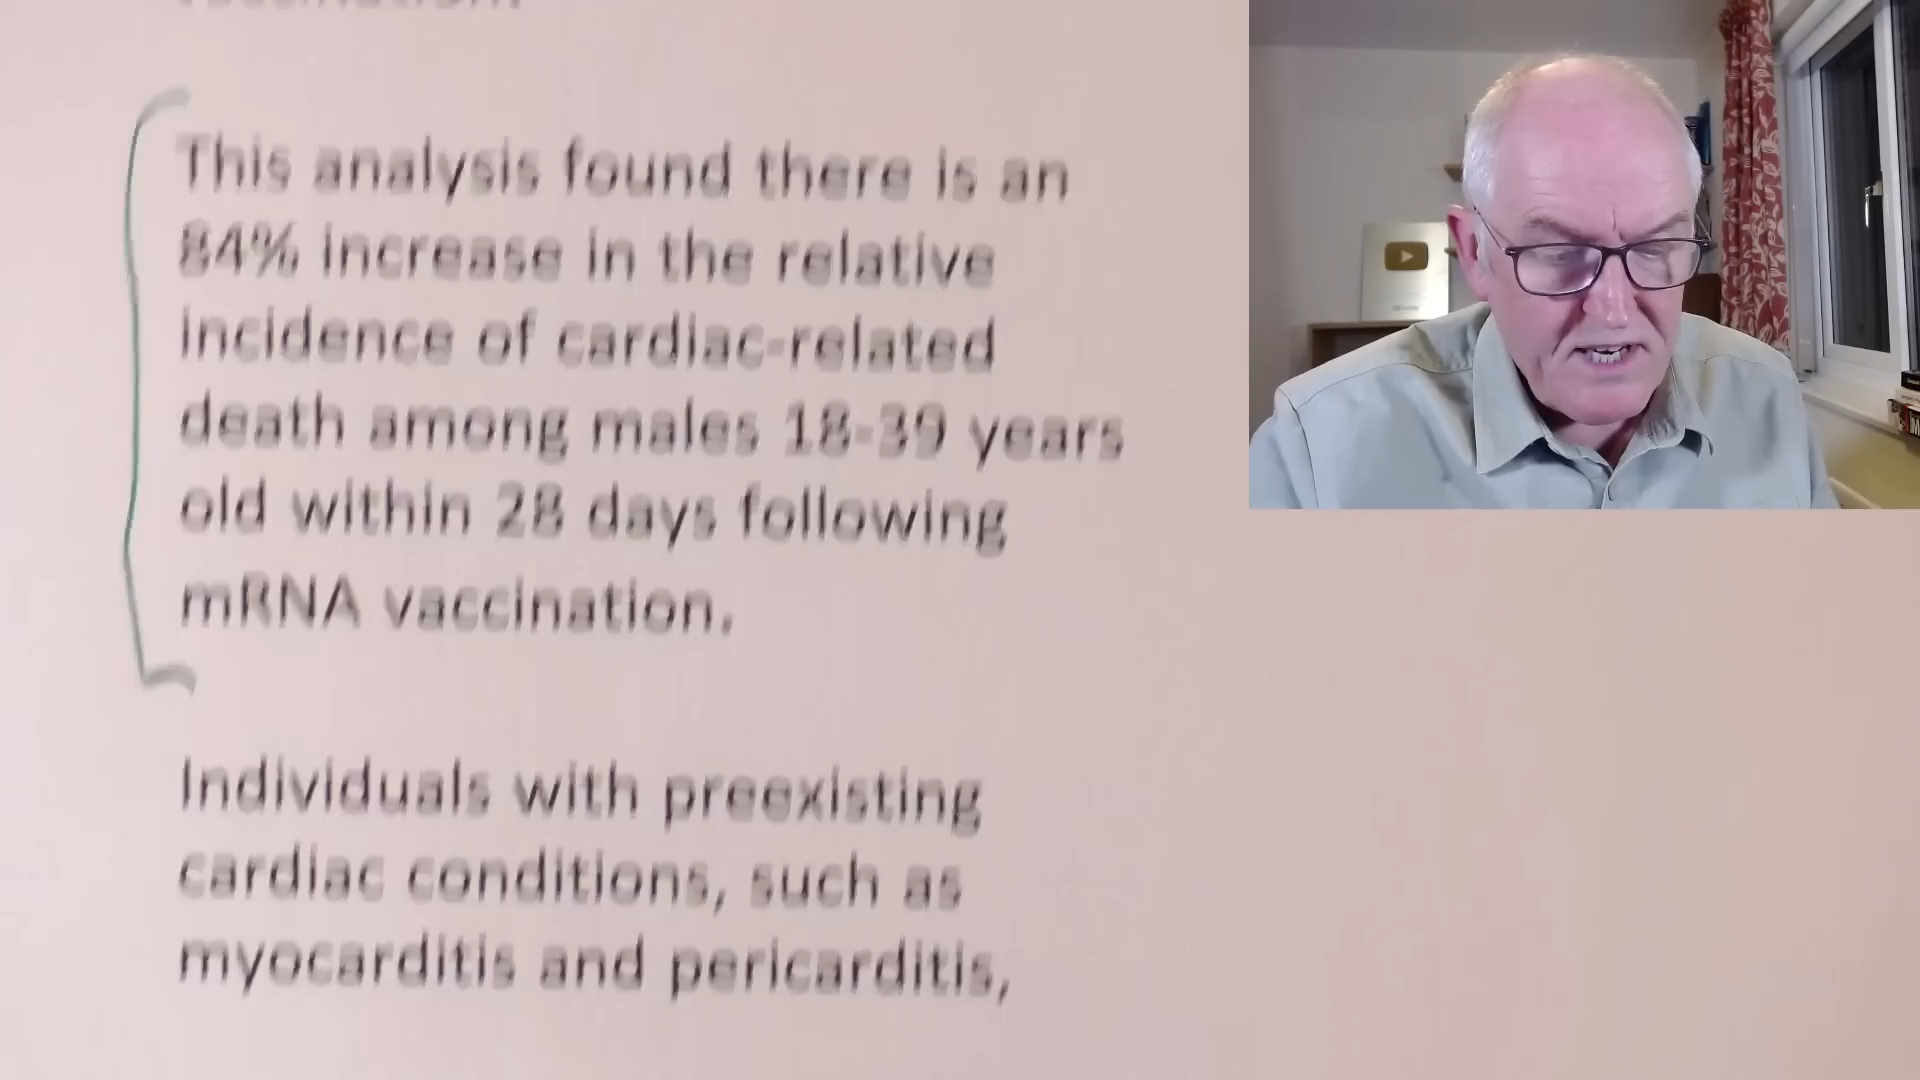 This analysis found there is an
84% increase in the relative
incidence of cardiac-related
death among males 18-39 years
old within 28 days following
mRNA vaccination.
Individuals with preexisting
cardiac conditions, such as
myocarditis and pericarditis,